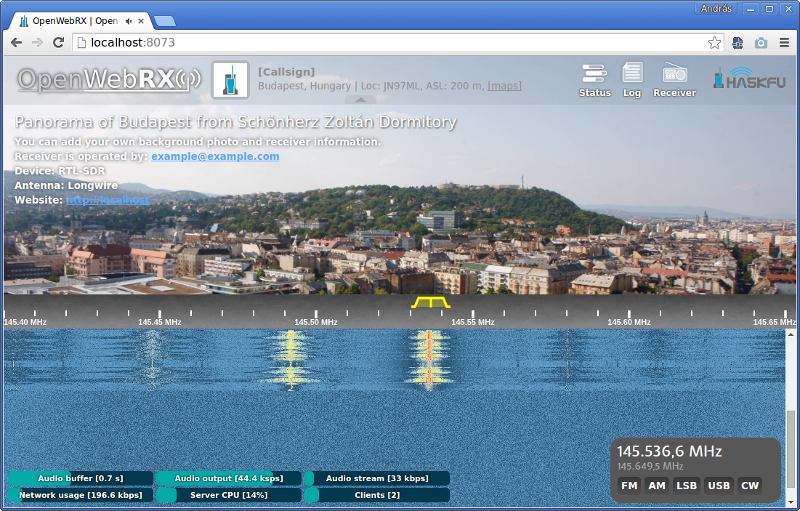 András
OpenWebRX | Open
localhost:8073
OpenWebRX
[Callsign]
Budapest, Hungary | Loc: JN97ML, ASL: 200 m, [maps]
Status Log Receiver
HA5KFU
Panorama of Budapest from Schönherz Zoltán Dormitory
You can add your own background photo and receiver information.
Receiver is operated by: example@example.com
Device: RTL-SDR
Antenna: Longwire
Website: http://localhost
145.40 MHz 145.45 MHz 145.50 MHz 145.55 MHz 145.60 MHz 145.65 MHz
145.536,6 MHz
145.649,5 MHz
FM AM LSB USB CW
Audio buffer [0.7 s] Audio output [44.4 ksps] Audio stream [33 kbps]
Network usage [196.6 kbps] Server CPU [14%] Clients [2]